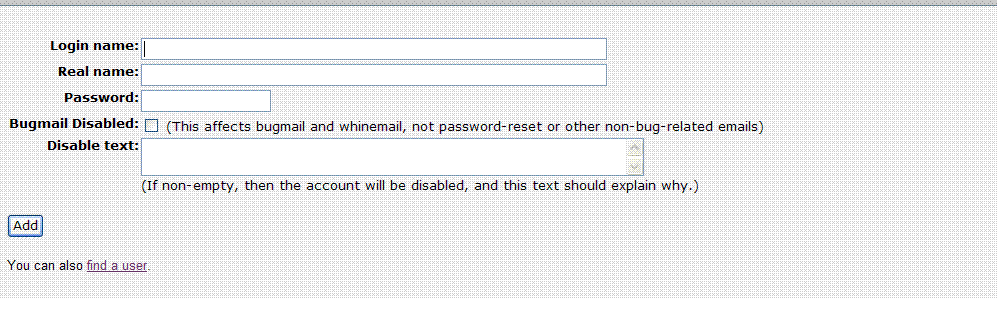 Login name:
Real name:
Password:
Bugmail Disabled: (This affects bugmail and whinemail, not password-reset or other non-bug-related emails)
Disable text:
(If non-empty, then the account will be disabled, and this text should explain why.)
Add
You can also find a user.